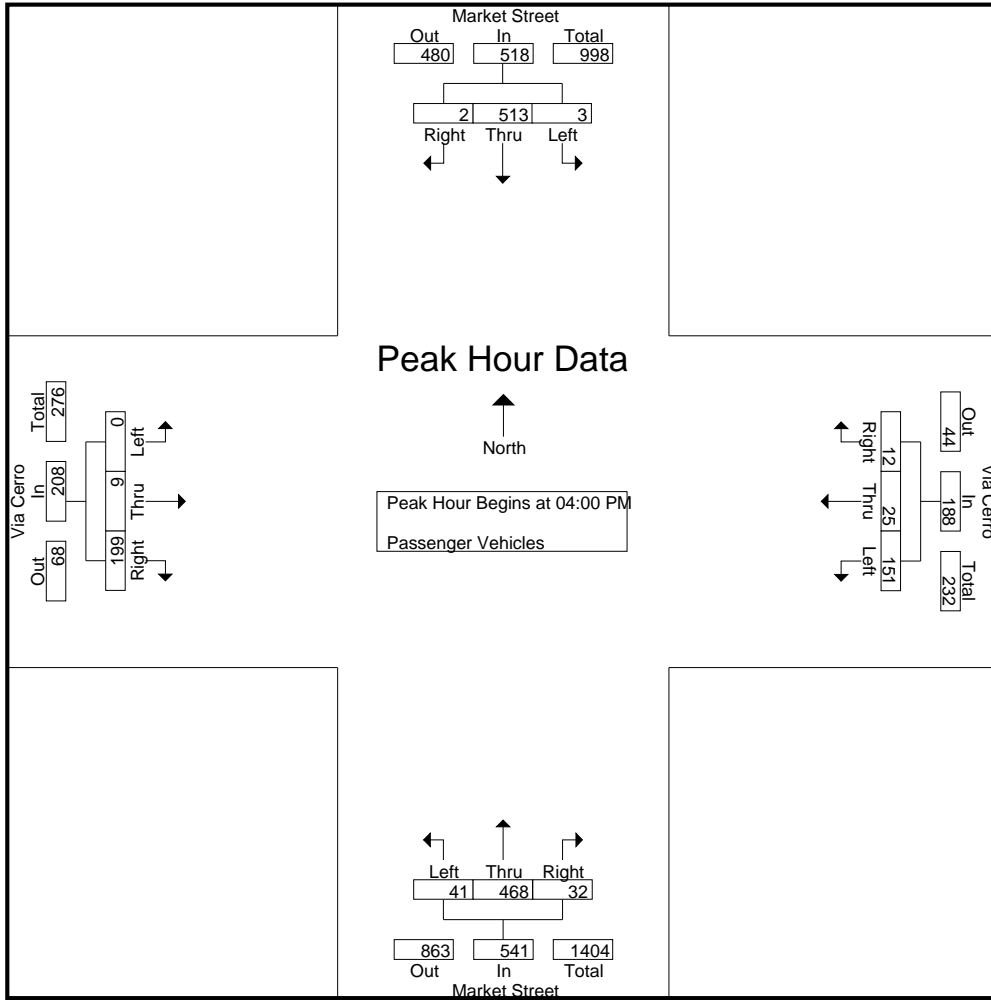 Market Street
Out In Total
480 518 998
2 513 3
Right Thru Left
Peak Hour Data
North
Peak Hour Begins at 04:00 PM
Passenger Vehicles
Via Cerro
Total In Out
276 208 68
0 9 199
Left Thru Right
Via Cerro
Out In Total
44 188 232
12 25 151
Right Thru Left
Left Thru Right
41 468 32
863 541 1404
Out In Total
Market Street